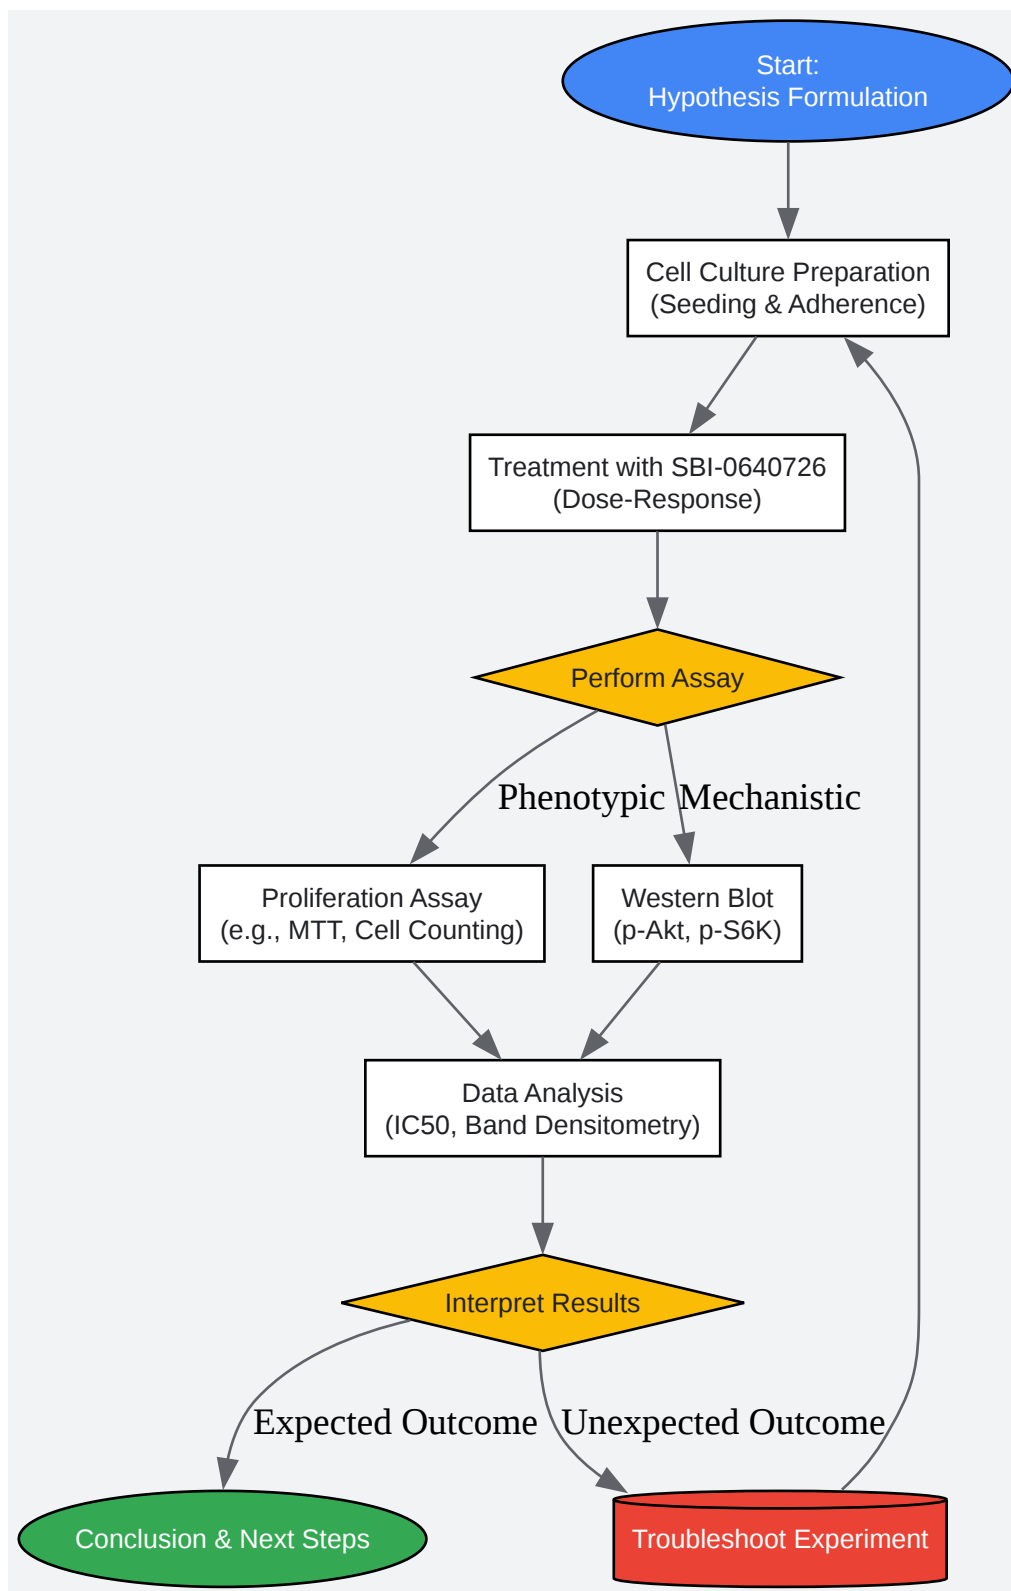 Start:
Hypothesis Formulation
Cell Culture Preparation
(Seeding & Adherence)
Treatment with SBI-0640726
(Dose-Response)
Perform Assay
Phenotypic
Mechanistic
Proliferation Assay
(e.g., MTT, Cell Counting)
Western Blot
(p-Akt, p-S6K)
Data Analysis
(IC50, Band Densitometry)
Interpret Results
Expected Outcome
Unexpected Outcome
Conclusion & Next Steps
Troubleshoot Experiment